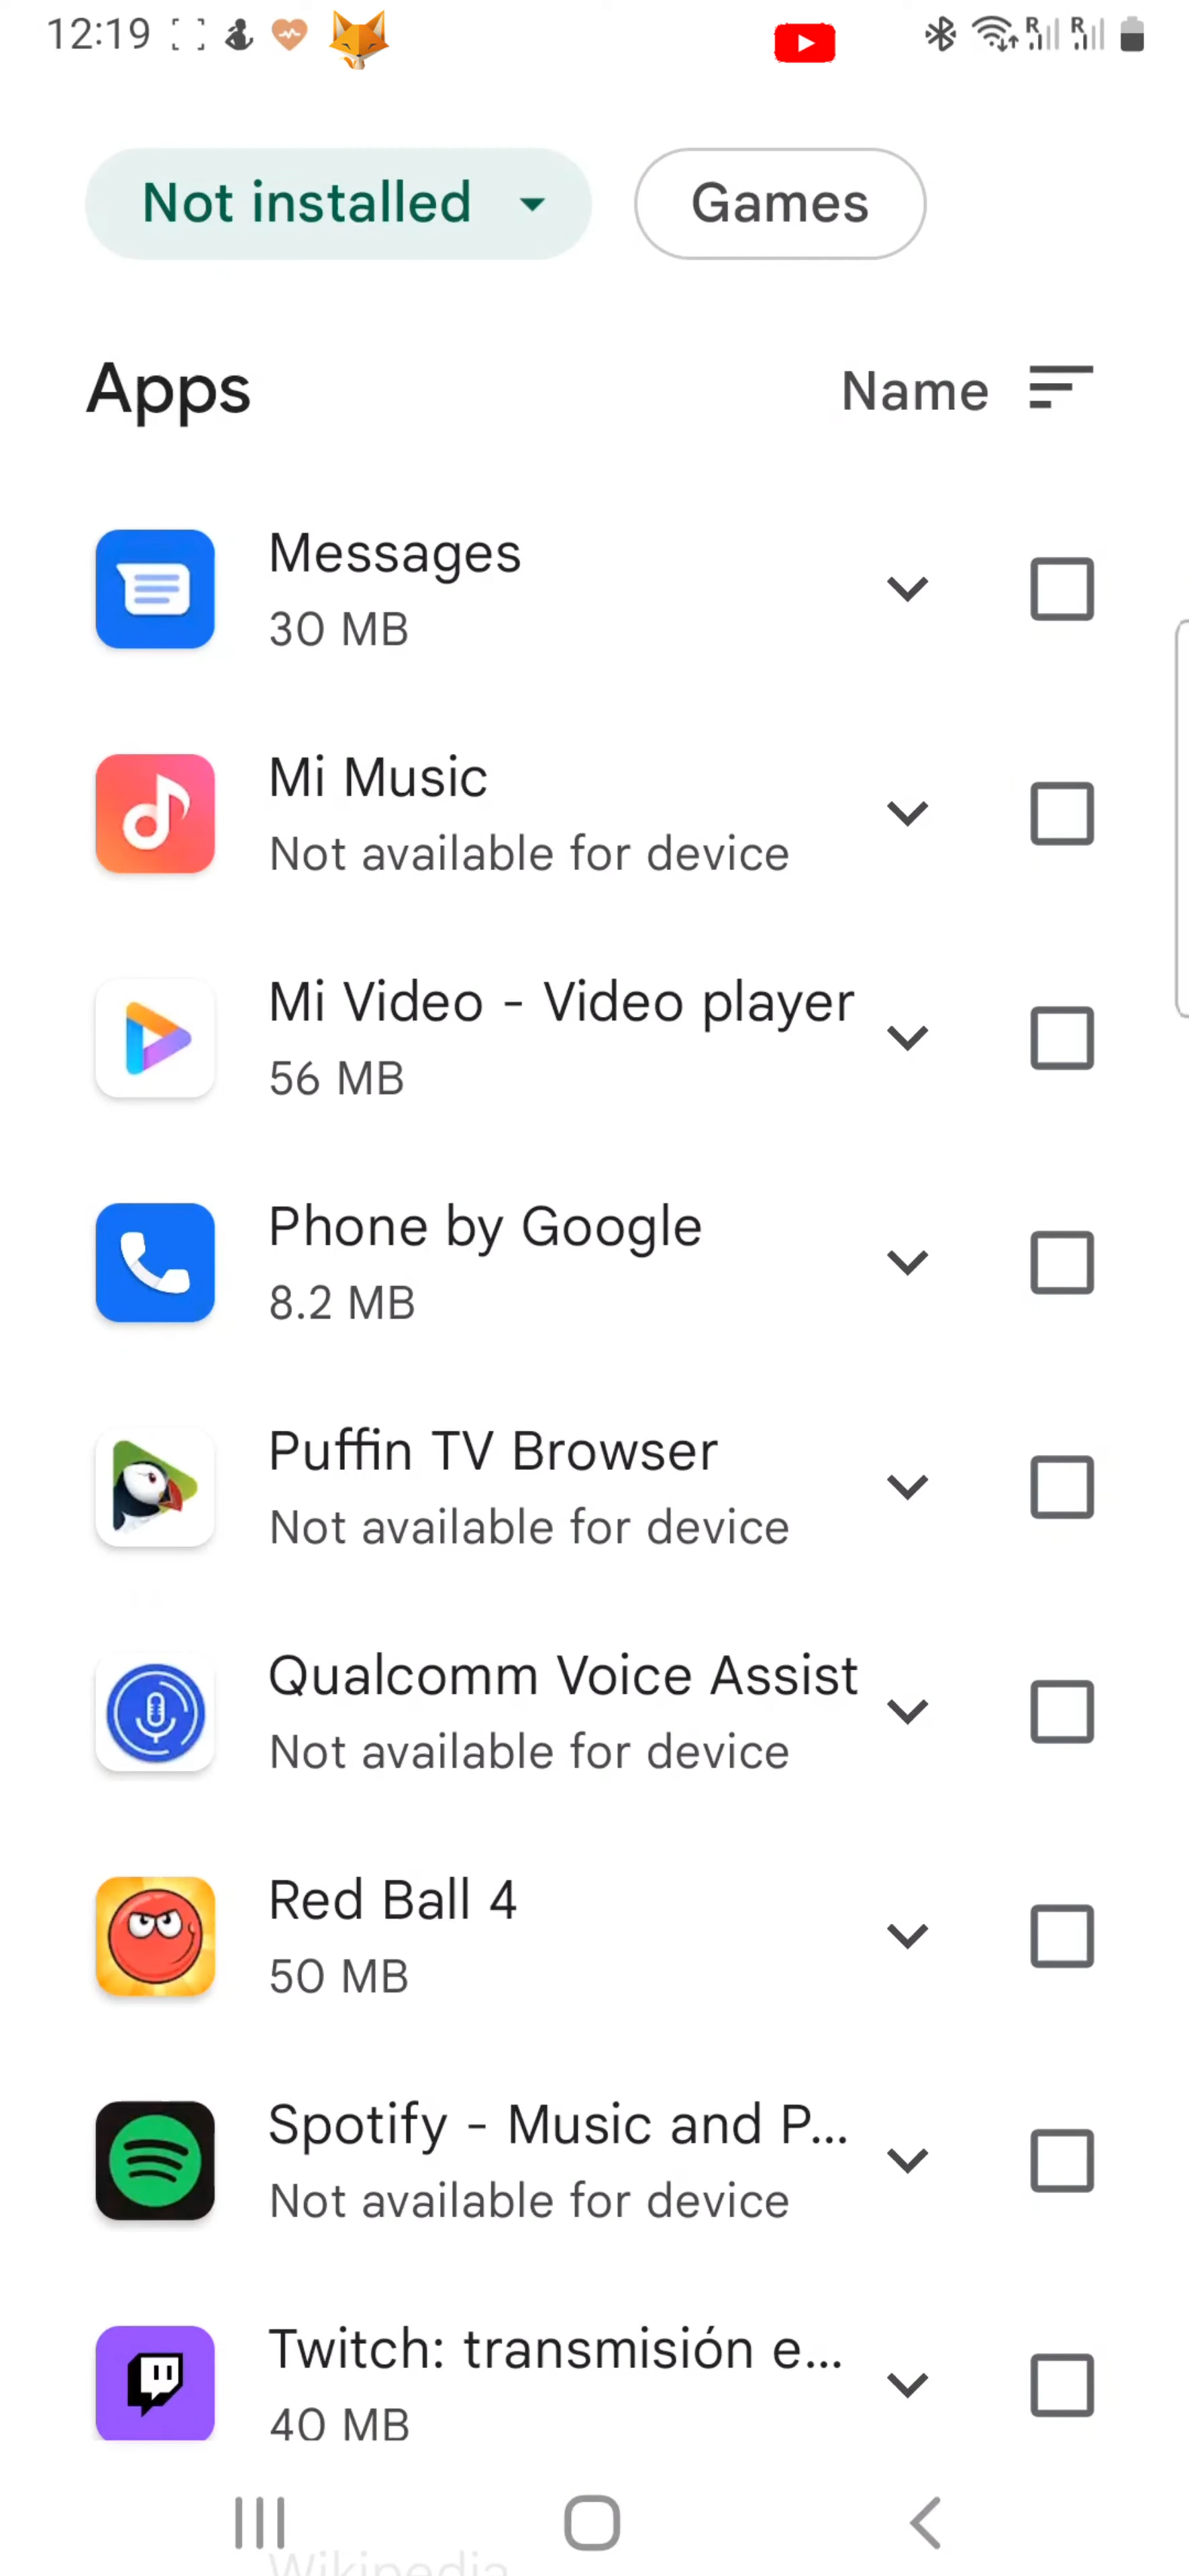 12:19
R R
Not installed
Games
Apps
Name
Messages
30 MB
Mi Music
Not available for device
Mi Video - Video player
56 MB
Phone by Google
8.2 MB
Puffin TV Browser
Not available for device
Qualcomm Voice Assist
Not available for device
Red Ball 4
50 MB
Spotify - Music and P...
Not available for device
Twitch: transmisión e...
40 MB
Wikipedia